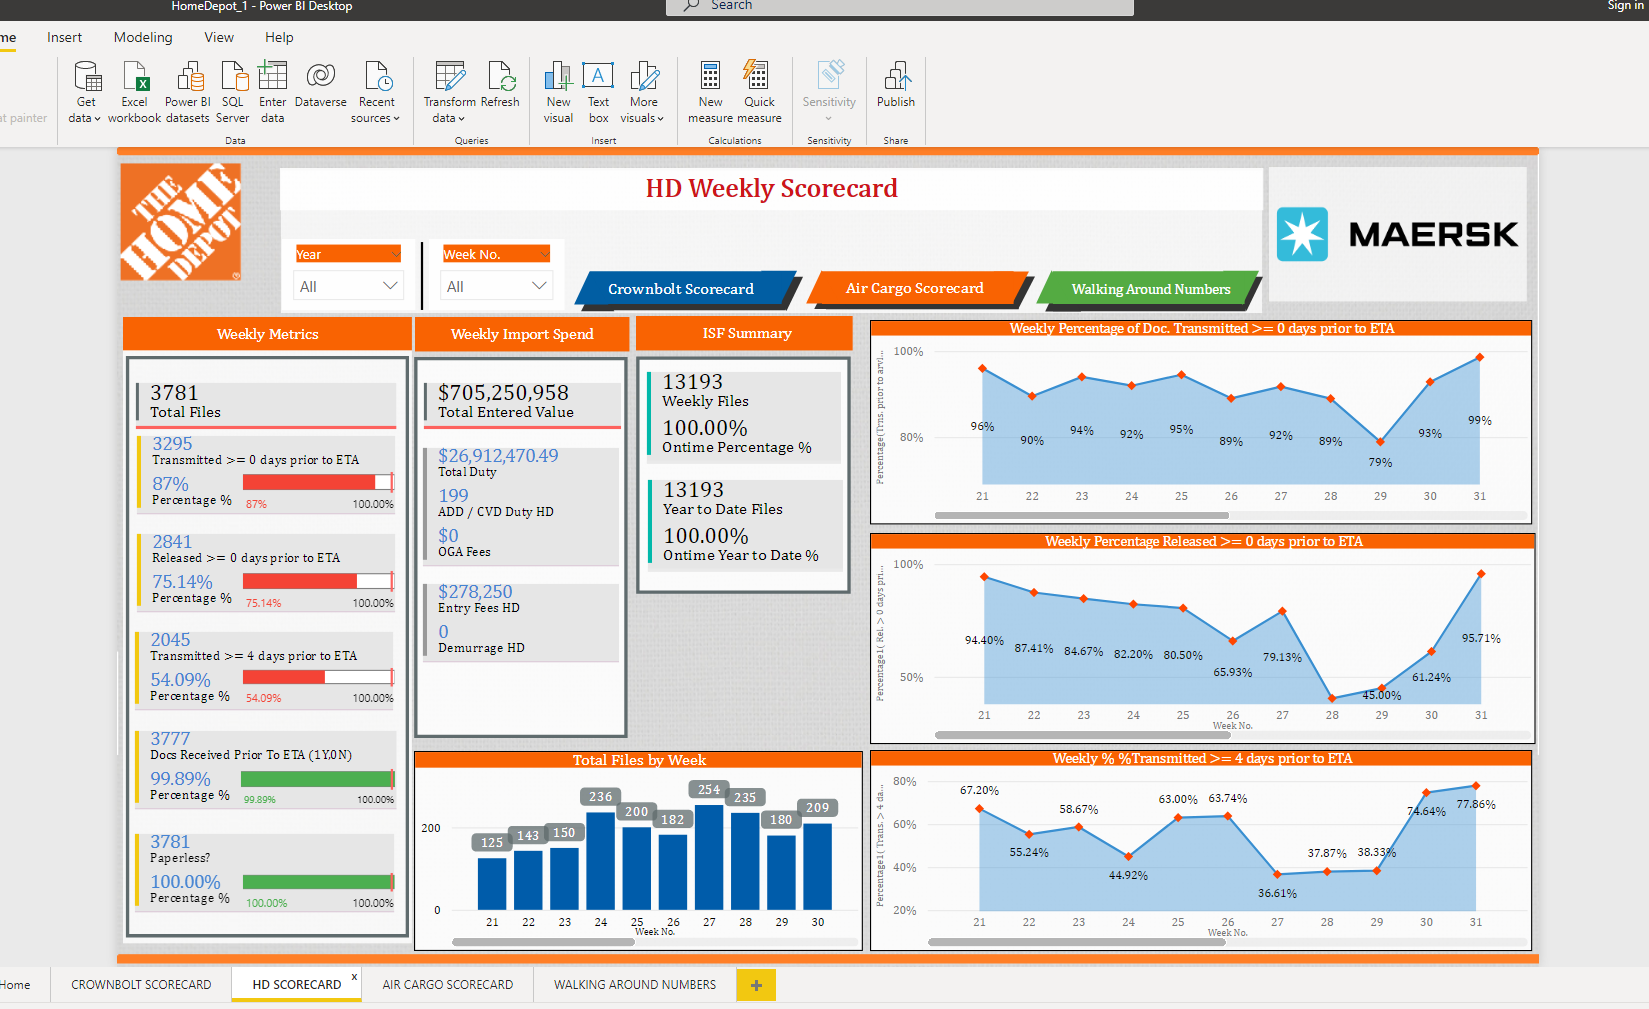 HomeDepot_1 - Power BI Desktop
Search
Sign in
me Insert Modeling View Help
at painter
Get data
Excel workbook
Power BI datasets
SQL Server
Enter data
Dataverse
Recent sources
Data
Transform data
Refresh
Queries
New visual
Text box
More visuals
Insert
New measure
Quick measure
Calculations
Sensitivity
Sensitivity
Publish
Share
THE
HOME
DEPOT
HD Weekly Scorecard
MAERSK
Year
All
Week No.
All
Crownbolt Scorecard
Air Cargo Scorecard
Walking Around Numbers
Weekly Metrics
3781
Total Files
3295
Transmitted >= 0 days prior to ETA
87%
Percentage %
87% 100.00%
2841
Released >= 0 days prior to ETA
75.14%
Percentage %
75.14% 100.00%
2045
Transmitted >= 4 days prior to ETA
54.09%
Percentage %
54.09% 100.00%
3777
Docs Received Prior To ETA (1Y,0N)
99.89%
Percentage %
99.89% 100.00%
3781
Paperless?
100.00%
Percentage %
100.00% 100.00%
Weekly Import Spend
$705,250,958
Total Entered Value
$26,912,470.49
Total Duty
199
ADD / CVD Duty HD
$0
OGA Fees
$278,250
Entry Fees HD
0
Demurrage HD
ISF Summary
13193
Weekly Files
100.00%
Ontime Percentage %
13193
Year to Date Files
100.00%
Ontime Year to Date %
Total Files by Week
200
0
125 143 150 236 200 182 254 235 180 209
21 22 23 24 25 26 27 28 29 30
Week No.
Weekly Percentage of Doc. Transmitted >= 0 days prior to ETA
Percentage(Trns. prior to arvl...
100%
80%
96% 90% 94% 92% 95% 89% 92% 89% 79% 93% 99%
21 22 23 24 25 26 27 28 29 30 31
Weekly Percentage Released >= 0 days prior to ETA
Percentage1( Rel. > 0 days pri...
100%
50%
94.40% 87.41% 84.67% 82.20% 80.50% 65.93% 79.13% 45.00% 61.24% 95.71%
21 22 23 24 25 26 27 28 29 30 31
Week No.
Weekly % %Transmitted >= 4 days prior to ETA
Percentage1( Trans. > 4 da...
80%
60%
40%
20%
67.20% 55.24% 58.67% 44.92% 63.00% 63.74% 36.61% 37.87% 38.33% 74.64% 77.86%
21 22 23 24 25 26 27 28 29 30 31
Week No.
Home
CROWNBOLT SCORECARD
HD SCORECARD
x
AIR CARGO SCORECARD
WALKING AROUND NUMBERS
+